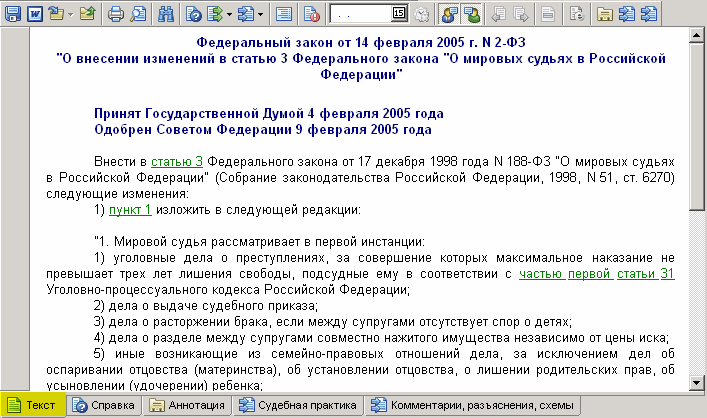 . .
15
Федеральный закон от 14 февраля 2005 г. N 2-ФЗ
"О внесении изменений в статью 3 Федерального закона "О мировых судьях в Российской
Федерации"
Принят Государственной Думой 4 февраля 2005 года
Одобрен Советом Федерации 9 февраля 2005 года
Внести в статью 3 Федерального закона от 17 декабря 1998 года N 188-ФЗ "О мировых судьях
в Российской Федерации" (Собрание законодательства Российской Федерации, 1998, N 51, ст. 6270)
следующие изменения:
1) пункт 1 изложить в следующей редакции:
"1. Мировой судья рассматривает в первой инстанции:
1) уголовные дела о преступлениях, за совершение которых максимальное наказание не
превышает трех лет лишения свободы, подсудные ему в соответствии с частью первой статьи 31
Уголовно-процессуального кодекса Российской Федерации;
2) дела о выдаче судебного приказа;
3) дела о расторжении брака, если между супругами отсутствует спор о детях;
4) дела о разделе между супругами совместно нажитого имущества независимо от цены иска;
5) иные возникающие из семейно-правовых отношений дела, за исключением дел об
оспаривании отцовства (материнства), об установлении отцовства, о лишении родительских прав, об
усыновлении (удочерении) ребенка;
Текст Справка Аннотация Судебная практика Комментарии, разъяснения, схемы